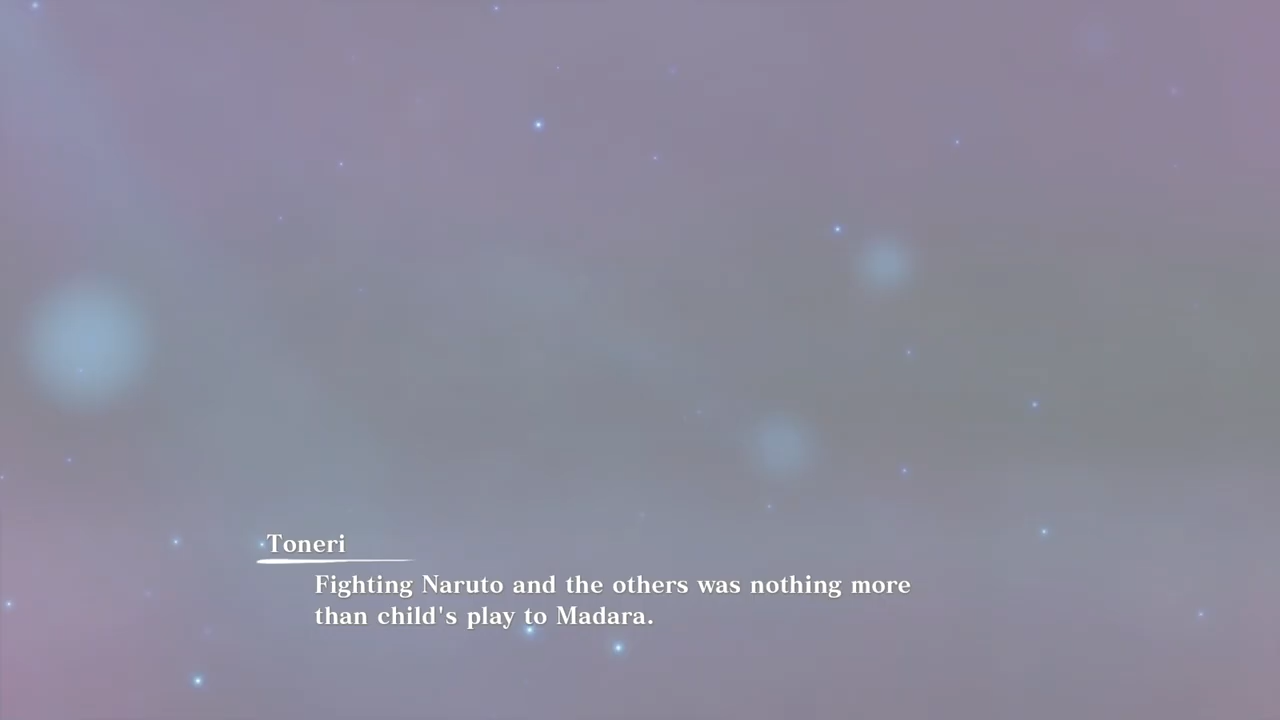 Toneri
Fighting Naruto and the others was nothing more
than child's play to Madara.